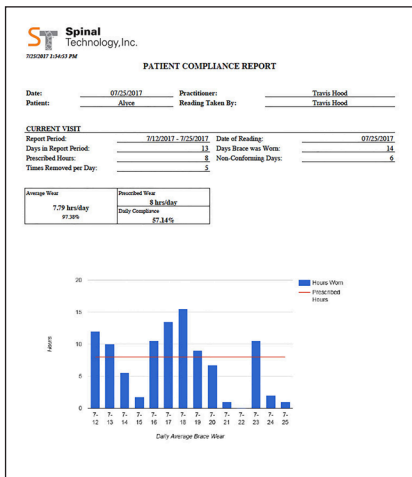 ST Spinal
Technology, Inc.
7/25/2017 1:34:53 PM
PATIENT COMPLIANCE REPORT
Date: 07/25/2017 Practitioner: Travis Hood
Patient: Alyce Reading Taken By: Travis Hood
CURRENT VISIT
Report Period: 7/12/2017 - 7/25/2017 Date of Reading: 07/25/2017
Days in Report Period: 13 Days Brace was Worn: 14
Prescribed Hours: 8 Non-Conforming Days: 6
Times Removed per Day: 5
Average Wear Prescribed Wear
8 hrs/day
7.79 hrs/day Daily Compliance
97.38% 57.14%
20
15
10
5
0
Hours
Hours Worn
Prescribed
Hours
7- 7- 7- 7- 7- 7- 7- 7- 7- 7- 7- 7- 7- 7-
12 13 14 15 16 17 18 19 20 21 22 23 24 25
Daily Average Brace Wear